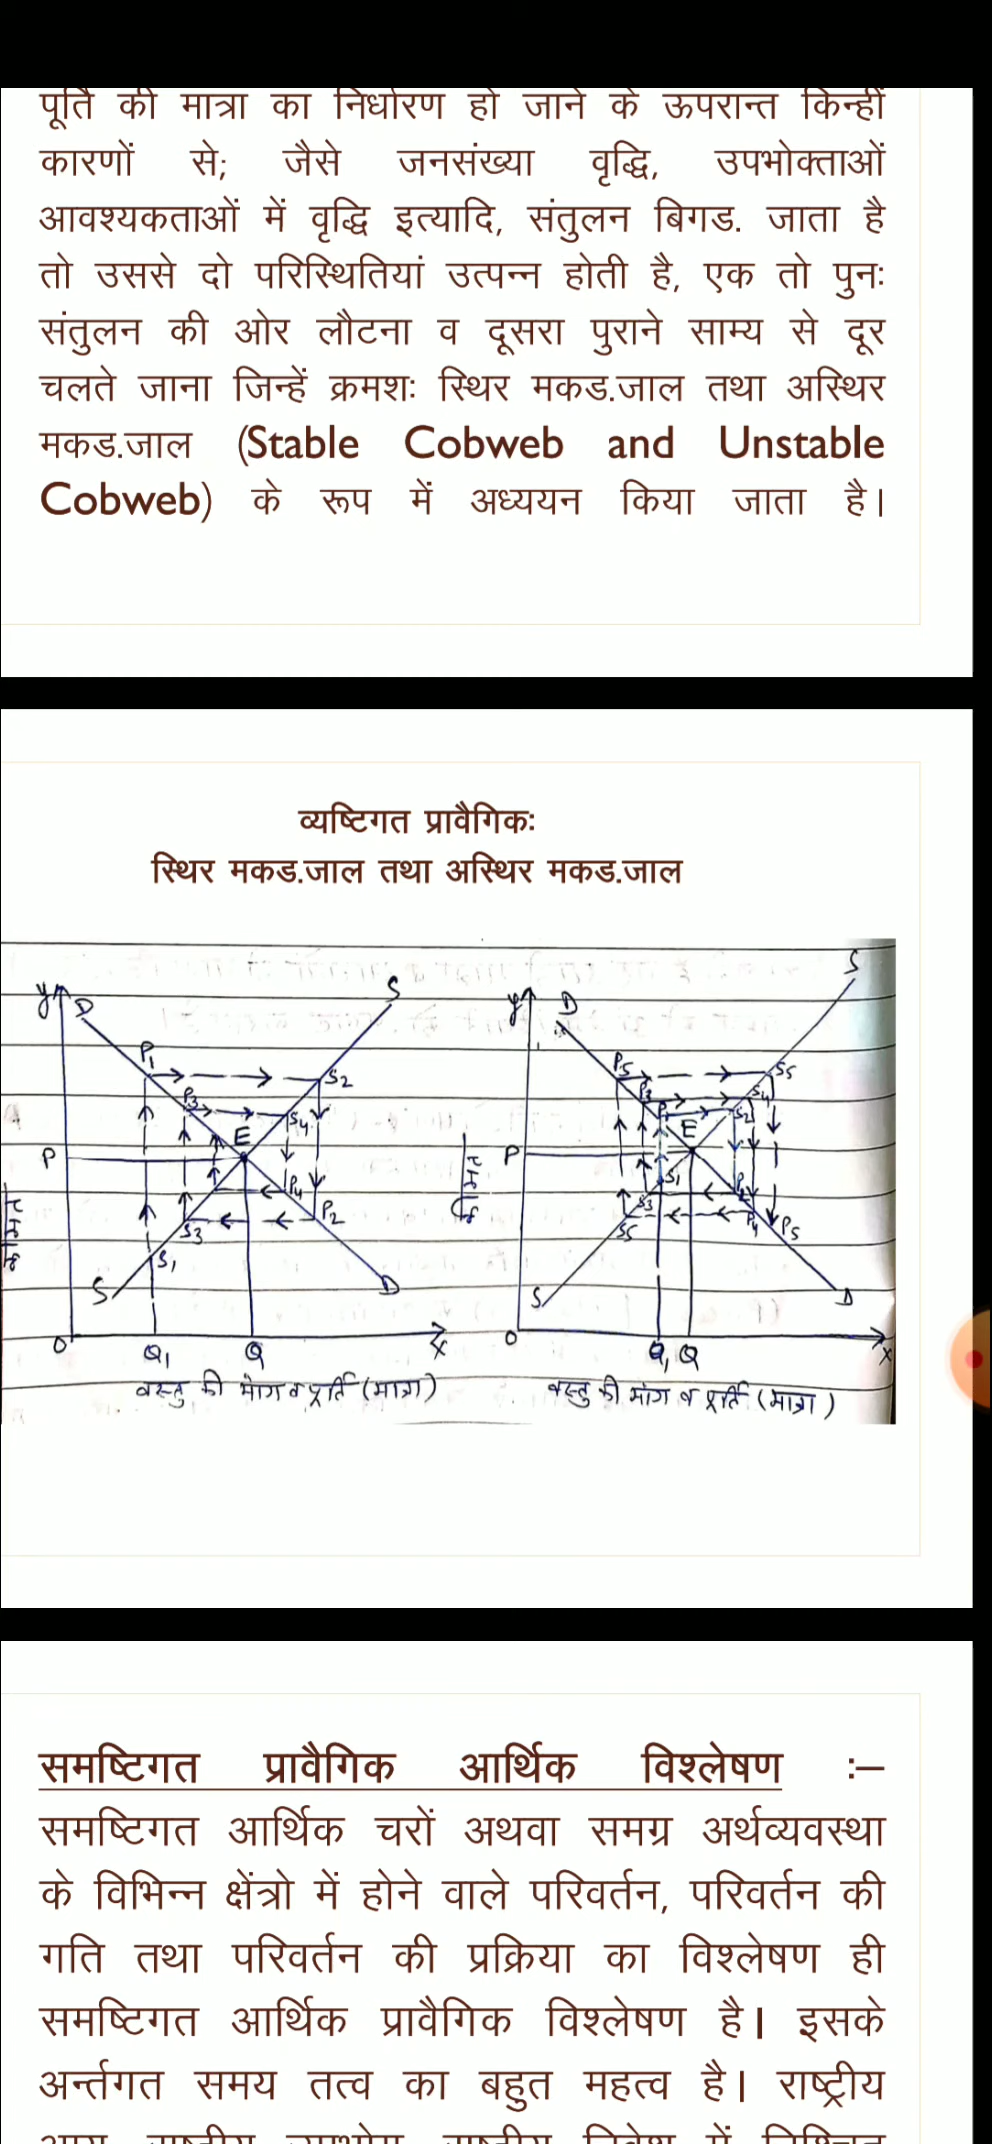 पूर्ति की मात्रा का निर्धारण हो जाने के ऊपरान्त किन्हीं
कारणों से; जैसे जनसंख्या वृद्धि, उपभोक्ताओं
आवश्यकताओं में वृद्धि इत्यादि, संतुलन बिगड. जाता है
तो उससे दो परिस्थितियां उत्पन्न होती है, एक तो पुनः
संतुलन की ओर लौटना व दूसरा पुराने साम्य से दूर
चलते जाना जिन्हें क्रमशः स्थिर मकड.जाल तथा अस्थिर
मकड.जाल (Stable Cobweb and Unstable
Cobweb) के रूप में अध्ययन किया जाता है।
व्यष्टिगत प्रावैगिकः
स्थिर मकड.जाल तथा अस्थिर मकड.जाल
y D S
P1 S2
P3 S4
E
P
P4
P2
S3
S1
S D
O Q1 Q X
कीमत
वस्तु की मांग व पूर्ति (मात्रा)
y D S
P5 S5
P3 S4
P1 S2
E
P
S1
P2
S3
S5 P4 P5
S D
O Q1 Q X
कीमत
वस्तु की मांग व पूर्ति (मात्रा)
समष्टिगत प्रावैगिक आर्थिक विश्लेषण :–
समष्टिगत आर्थिक चरों अथवा समग्र अर्थव्यवस्था
के विभिन्न क्षेंत्रो में होने वाले परिवर्तन, परिवर्तन की
गति तथा परिवर्तन की प्रक्रिया का विश्लेषण ही
समष्टिगत आर्थिक प्रावैगिक विश्लेषण है। इसके
अर्न्तगत समय तत्व का बहुत महत्व है। राष्ट्रीय